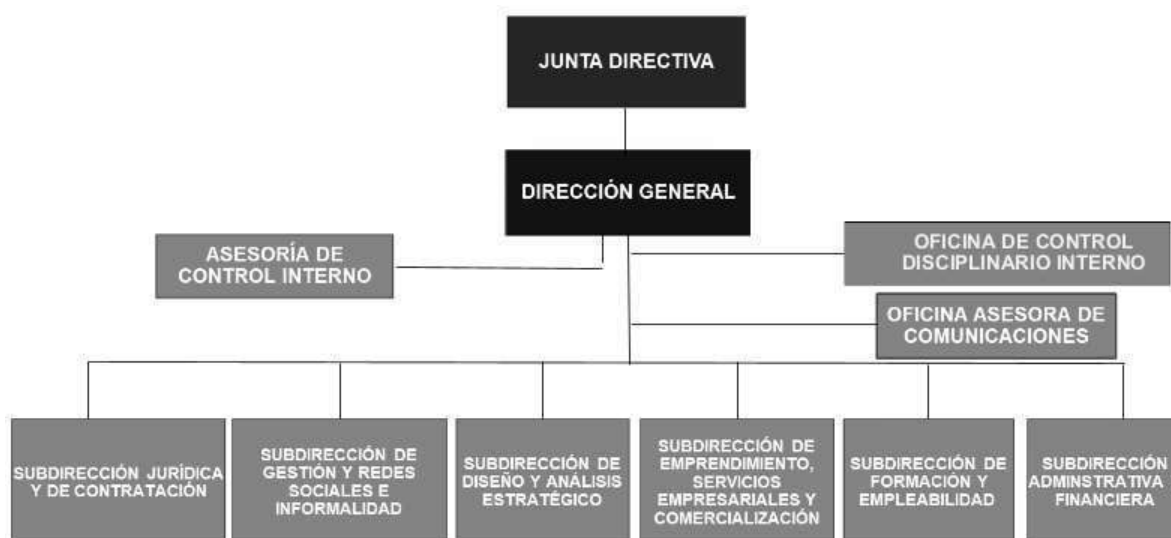 JUNTA DIRECTIVA
DIRECCIÓN GENERAL
ASESORÍA DE
CONTROL INTERNO
OFICINA DE CONTROL
DISCIPLINARIO INTERNO
OFICINA ASESORA DE
COMUNICACIONES
SUBDIRECCIÓN JURÍDICA
Y DE CONTRATACIÓN
SUBDIRECCIÓN DE
GESTIÓN Y REDES
SOCIALES E
INFORMALIDAD
SUBDIRECCIÓN DE
DISEÑO Y ANÁLISIS
ESTRATÉGICO
SUBDIRECCIÓN DE
EMPRENDIMIENTO,
SERVICIOS
EMPRESARIALES Y
COMERCIALIZACIÓN
SUBDIRECCIÓN DE
FORMACIÓN Y
EMPLEABILIDAD
SUBDIRECCIÓN
ADMINSTRATIVA
FINANCIERA